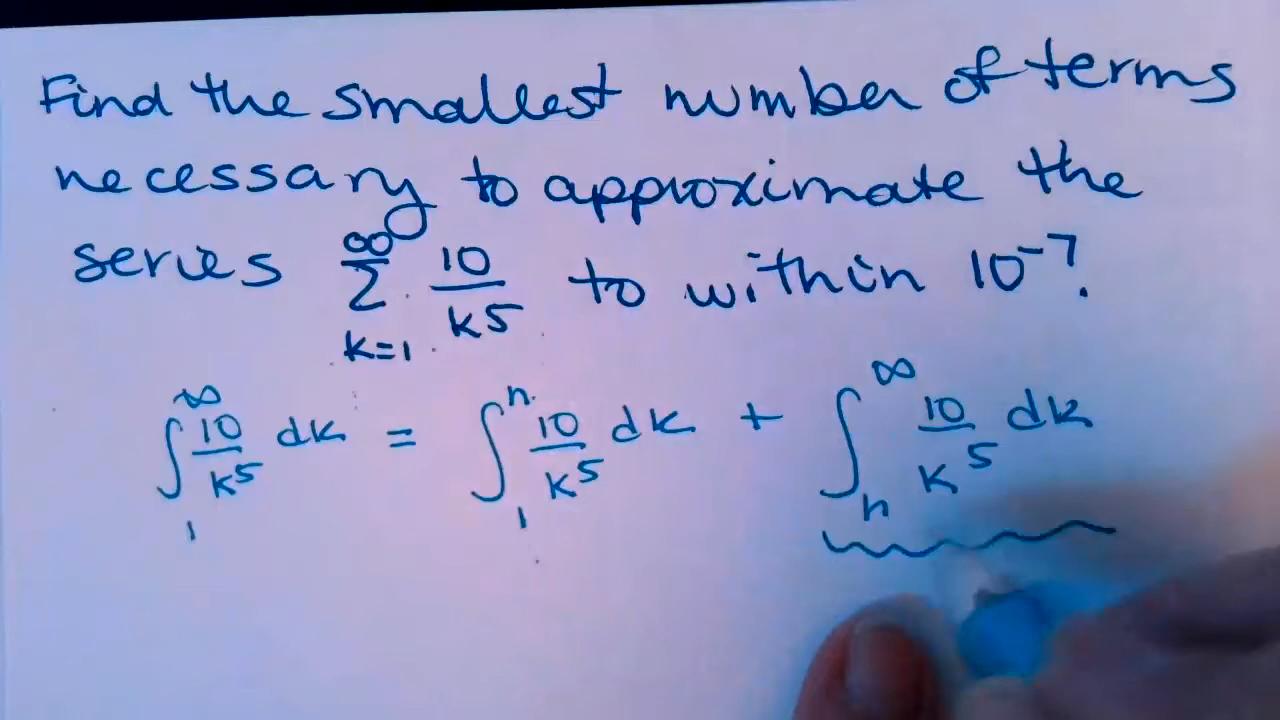 Find the smallest number of terms
necessary to approximate the
series ∞ Σ k=1 10/k5 to within 10^-7?
∫_1^∞ 10/k^5 dk = ∫_1^n 10/k^5 dk + ∫_n^∞ 10/k^5 dk